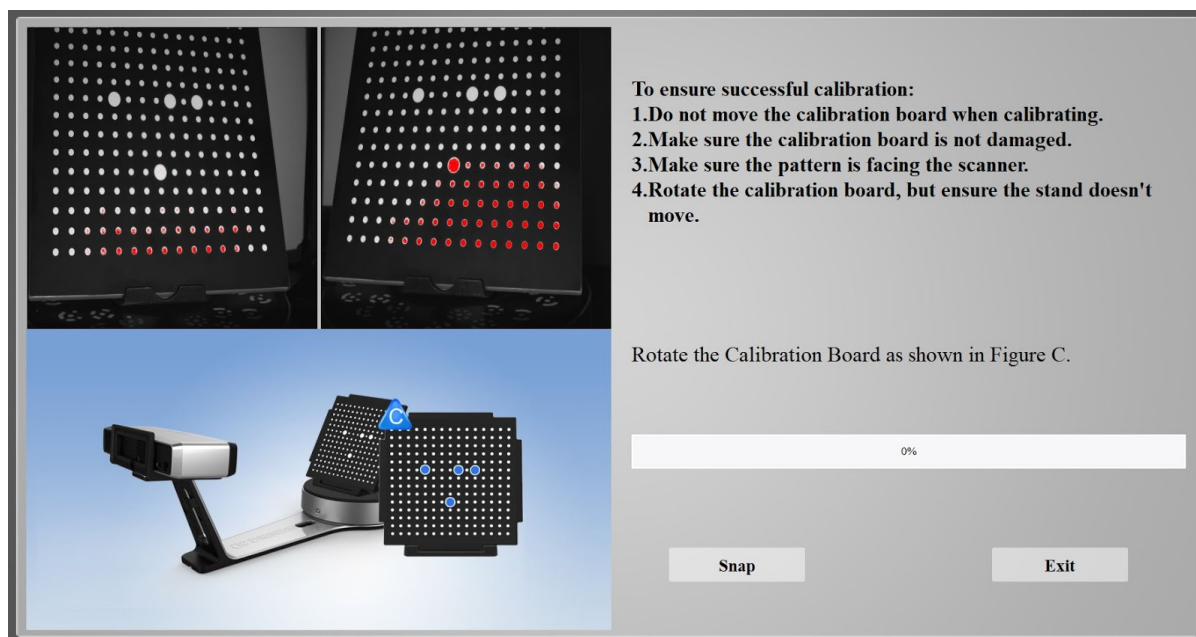 To ensure successful calibration:
1.Do not move the calibration board when calibrating.
2.Make sure the calibration board is not damaged.
3.Make sure the pattern is facing the scanner.
4.Rotate the calibration board, but ensure the stand doesn't
move.
Rotate the Calibration Board as shown in Figure C.
C
0%
Snap
Exit